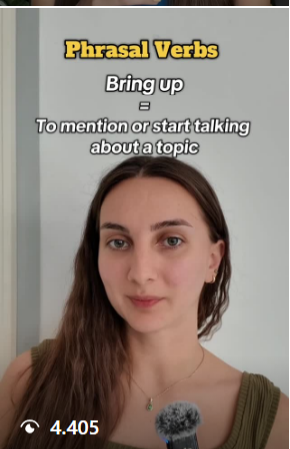 Phrasal Verbs
Bring up
=
To mention or start talking
about a topic
4.405